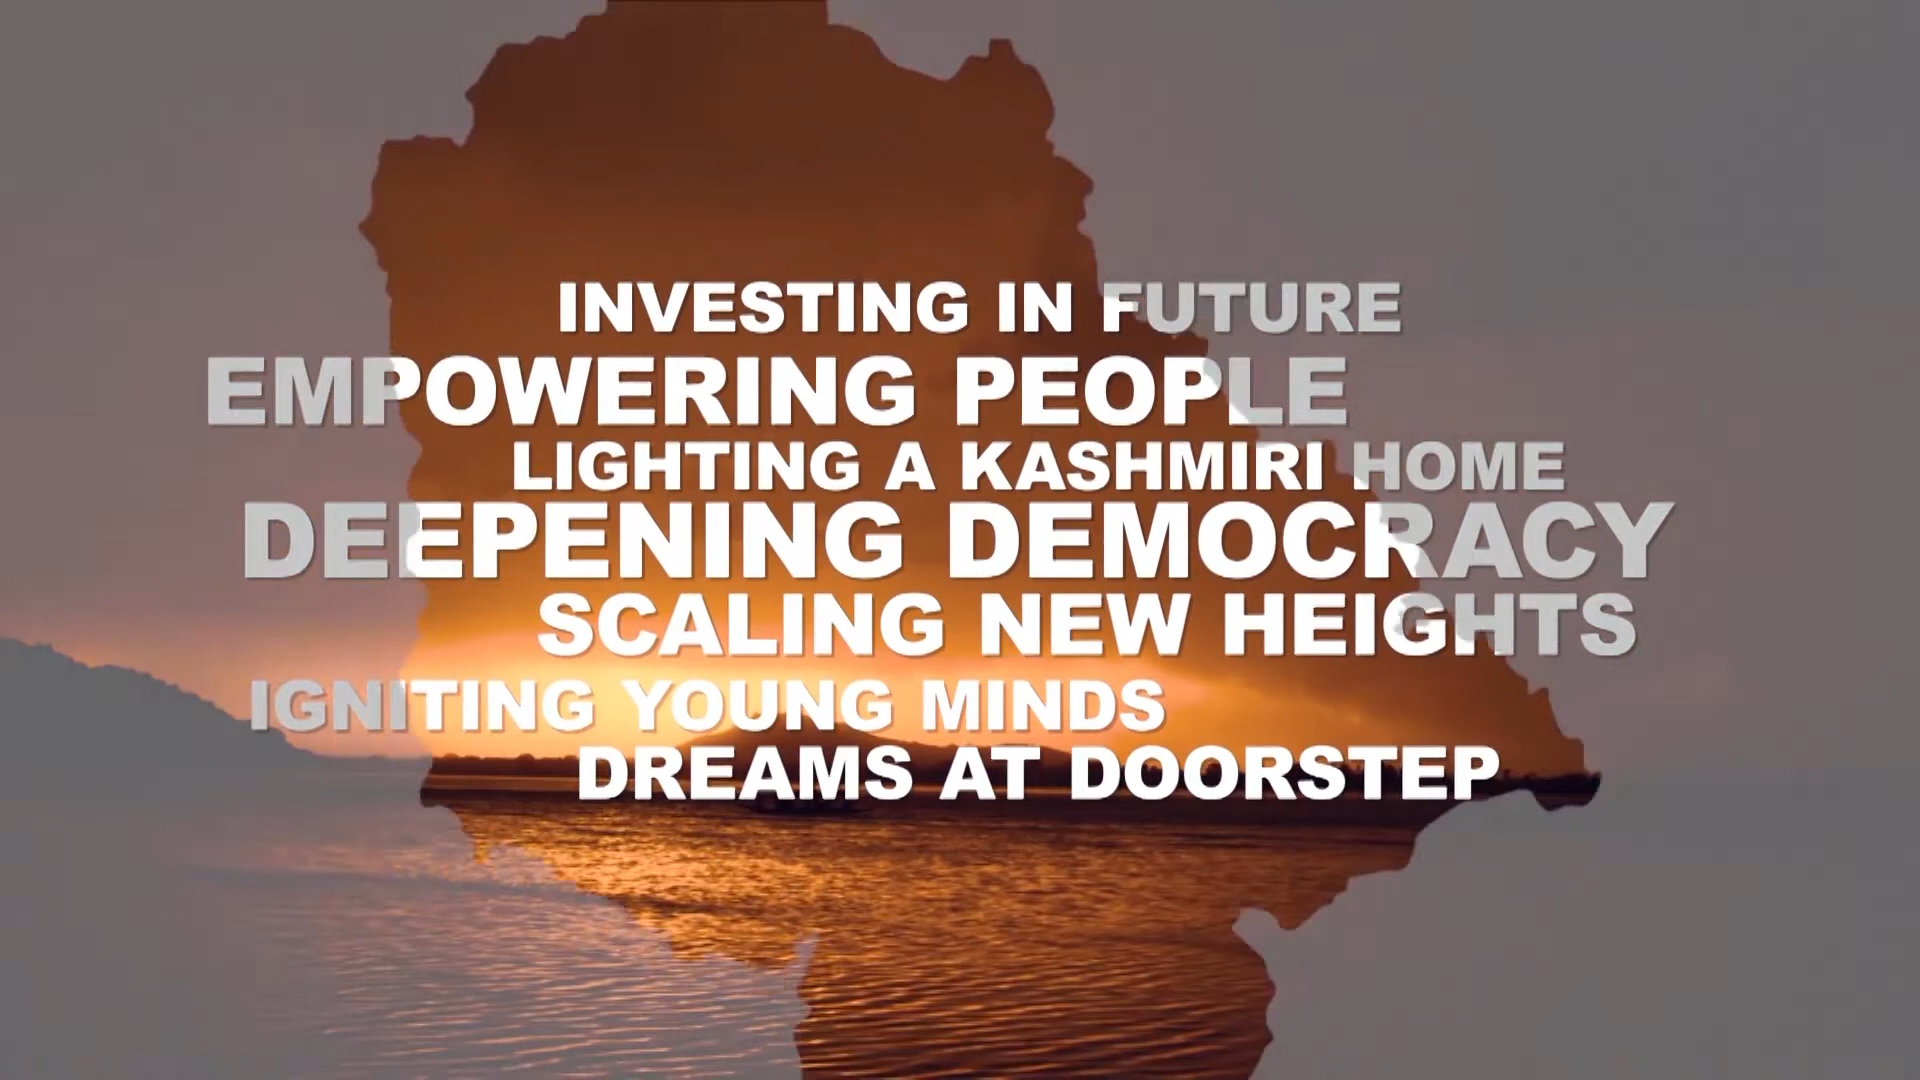 INVESTING IN FUTURE
EMPOWERING PEOPLE
LIGHTING A KASHMIRI HOME
DEEPENING DEMOCRACY
SCALING NEW HEIGHTS
IGNITING YOUNG MINDS
DREAMS AT DOORSTEP